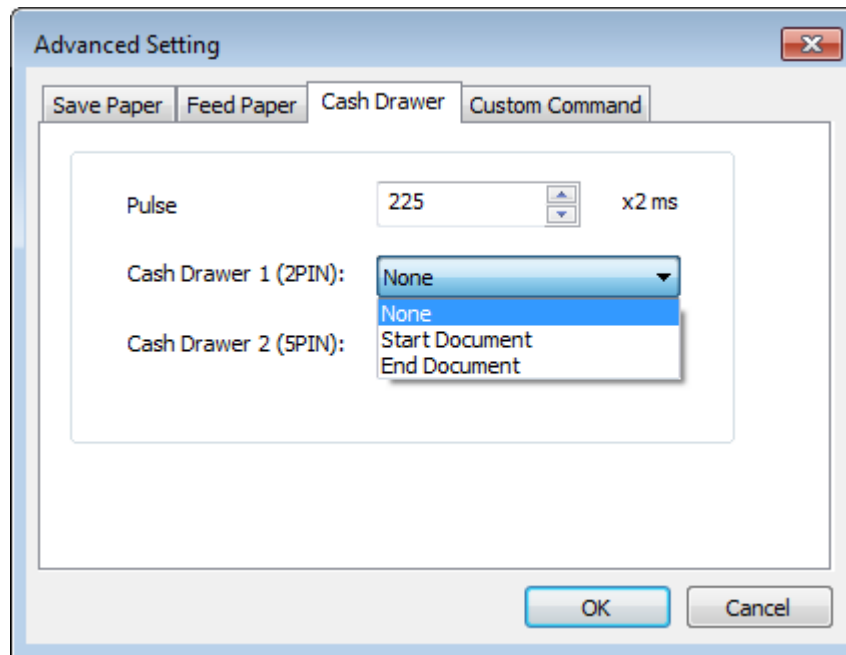 Advanced Setting
Save Paper Feed Paper Cash Drawer Custom Command
Pulse 225 x2 ms
Cash Drawer 1 (2PIN): None
None
Start Document
Cash Drawer 2 (5PIN):
End Document
OK Cancel